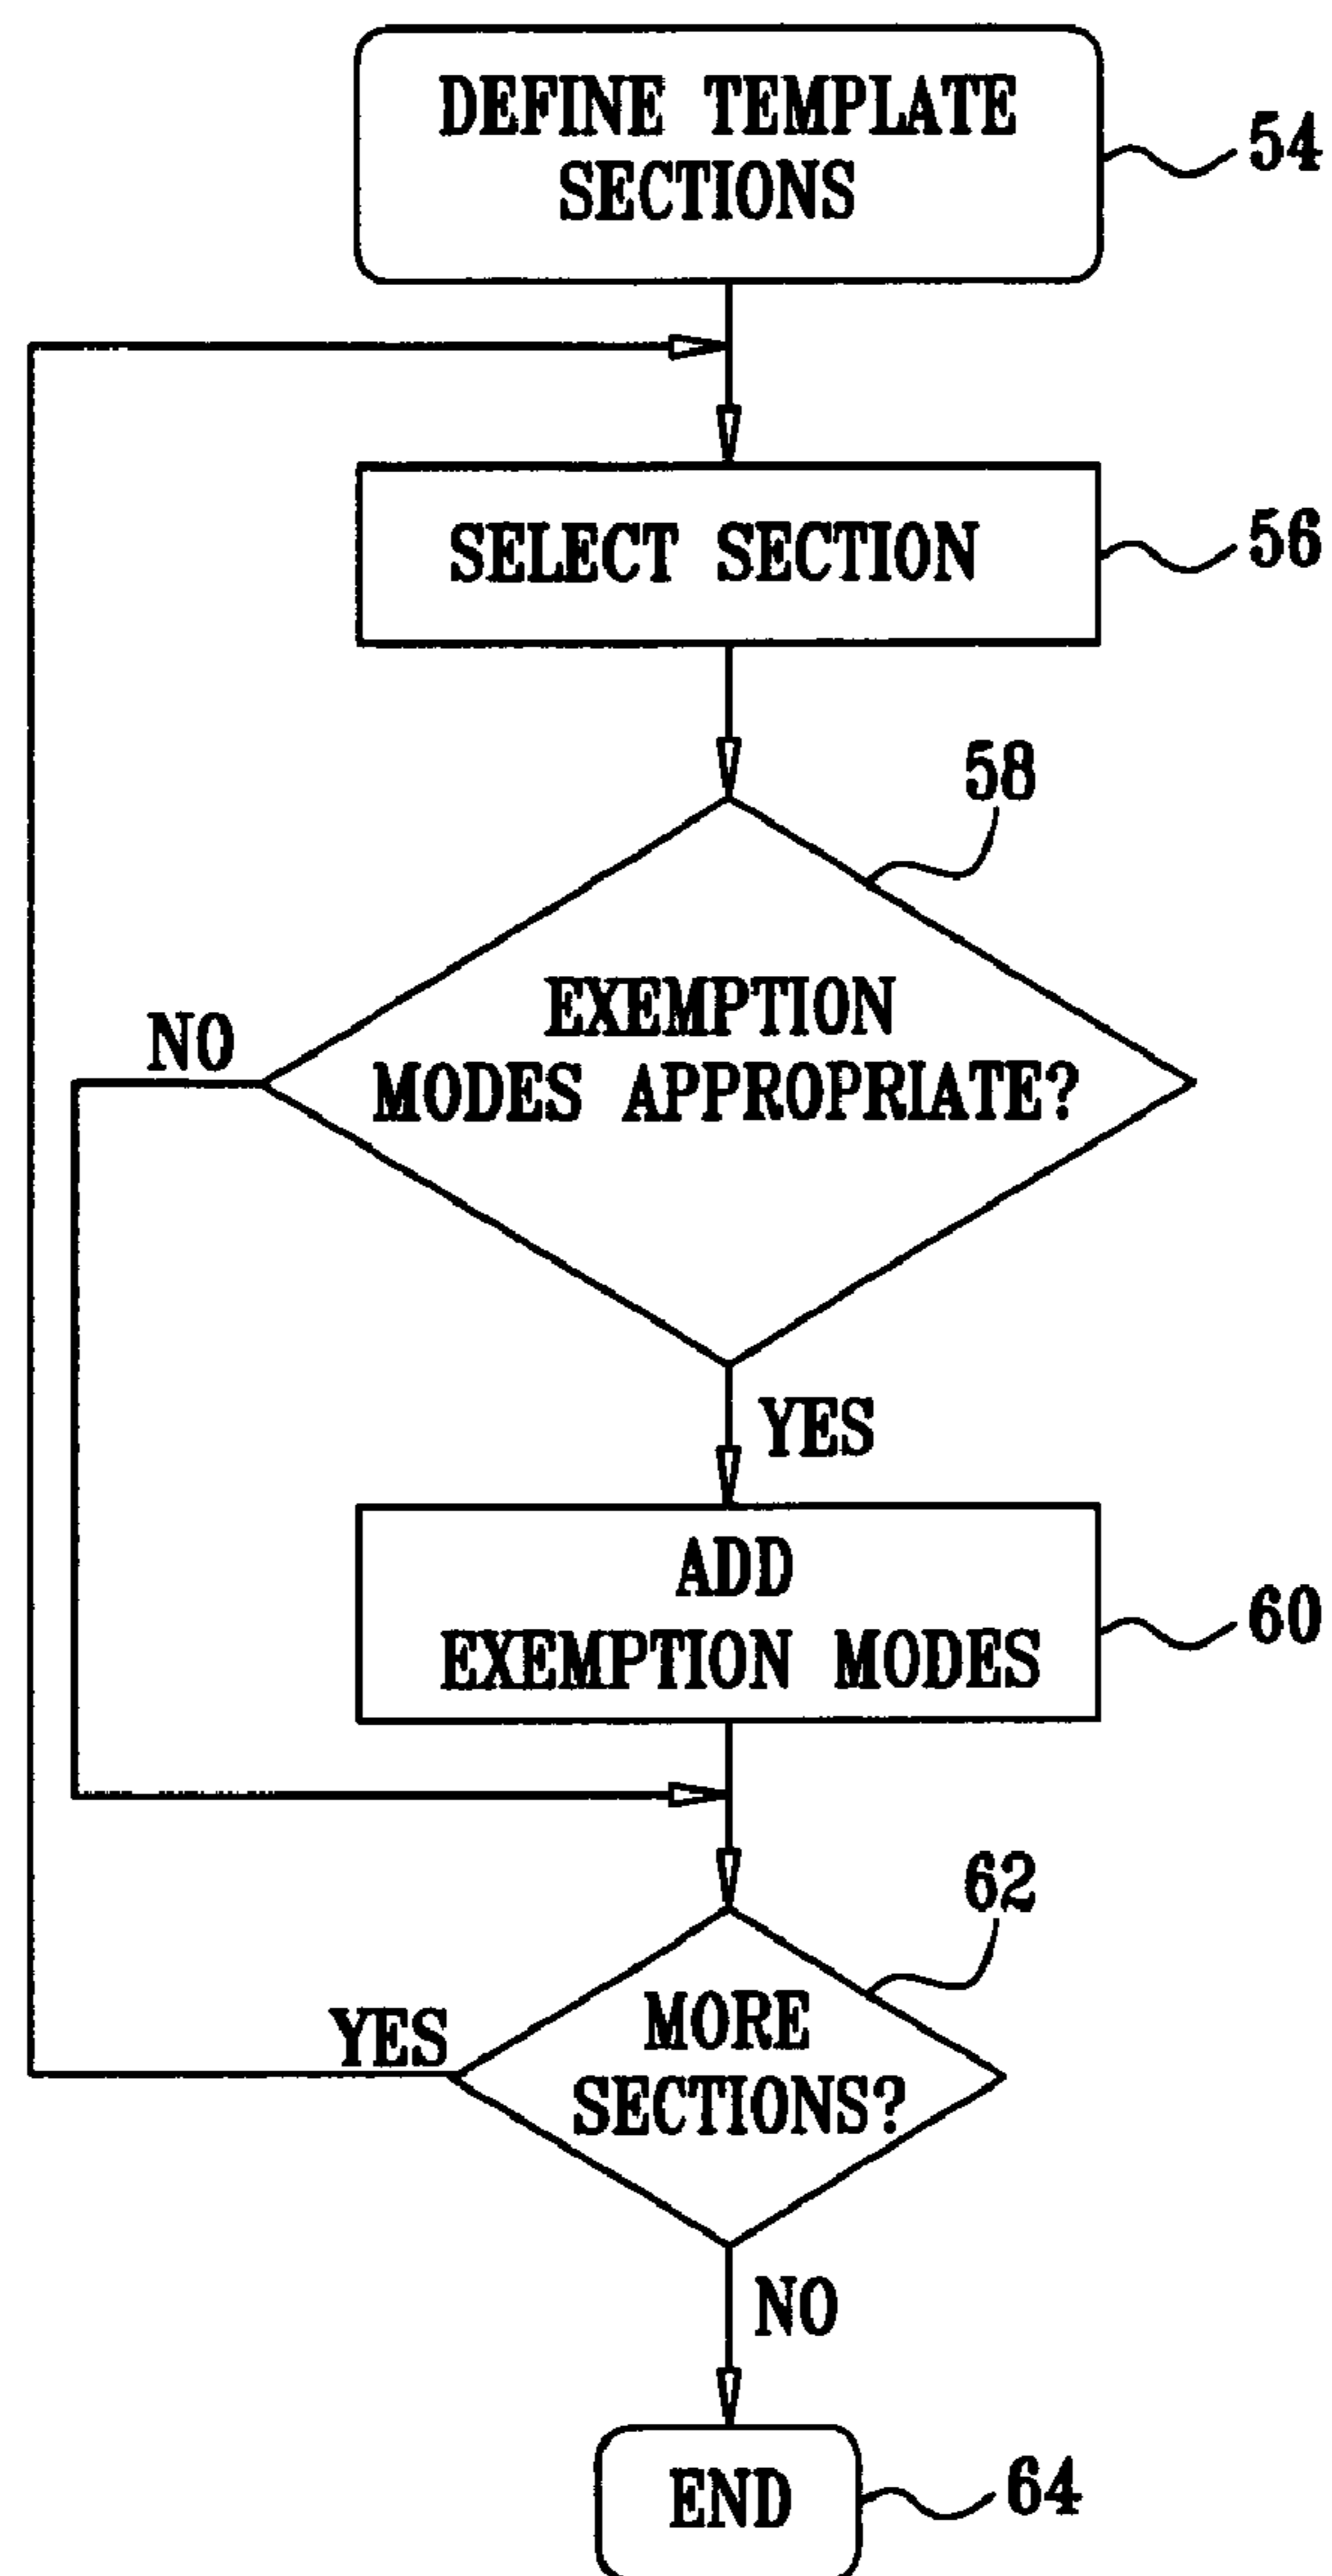 DEFINE TEMPLATE
SECTIONS
54
SELECT SECTION
56
58
EXEMPTION
MODES APPROPRIATE?
NO
YES
ADD
EXEMPTION MODES
60
62
MORE
SECTIONS?
YES
NO
END
64